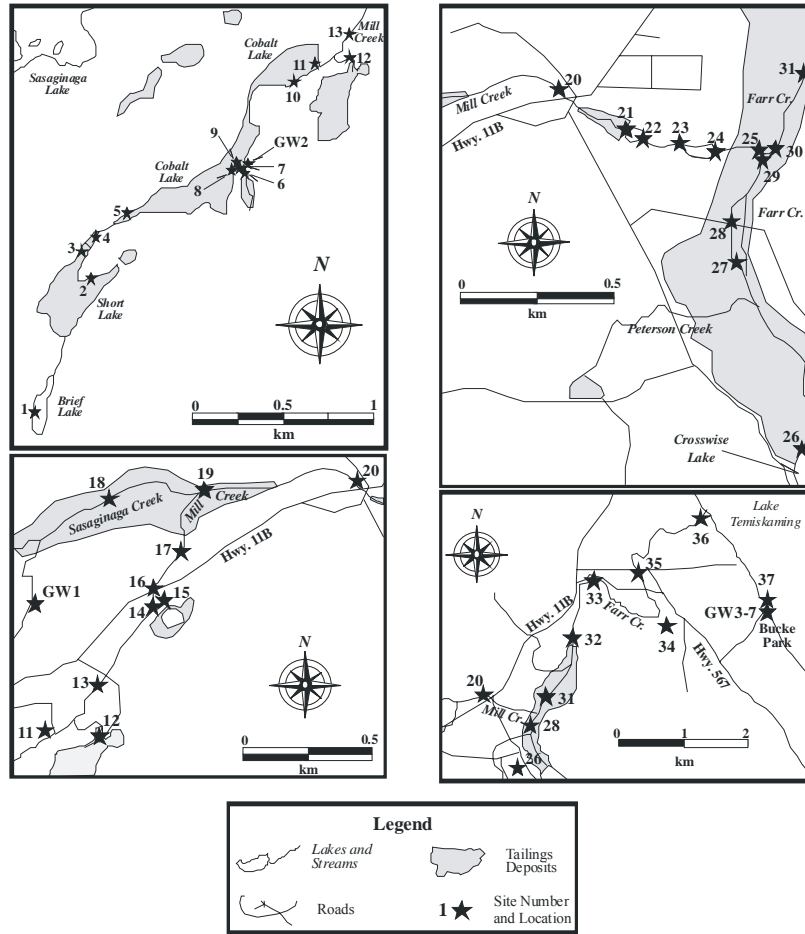 13
Mill
Creek
Cobalt
Lake
12
11
Sasaginaga
Lake
10
9
GW2
Cobalt
Lake
7
8
6
5
4
3
2
Short
Lake
N
1
Brief
Lake
0 0.5 1
km
20
Mill Creek
Hwy. 11B
21
22
23
24
25
30
29
31
Farr Cr.
Farr Cr.
28
27
N
0 0.5
km
Peterson Creek
26
Crosswise
Lake
18
19
20
Sasaginaga Creek
Mill Creek
Hwy. 11B
17
GW1
16
15
14
N
13
12
11
0 0.5
km
Lake
Temiskaming
N
36
35
33
Hwy. 11B
Farr Cr.
37
GW3-7
Bucke
Park
34
32
Hwy. 567
20
Mill Cr.
31
28
26
0 1 2
km
Legend
Lakes and
Streams
Tailings
Deposits
Roads
1
Site Number
and Location